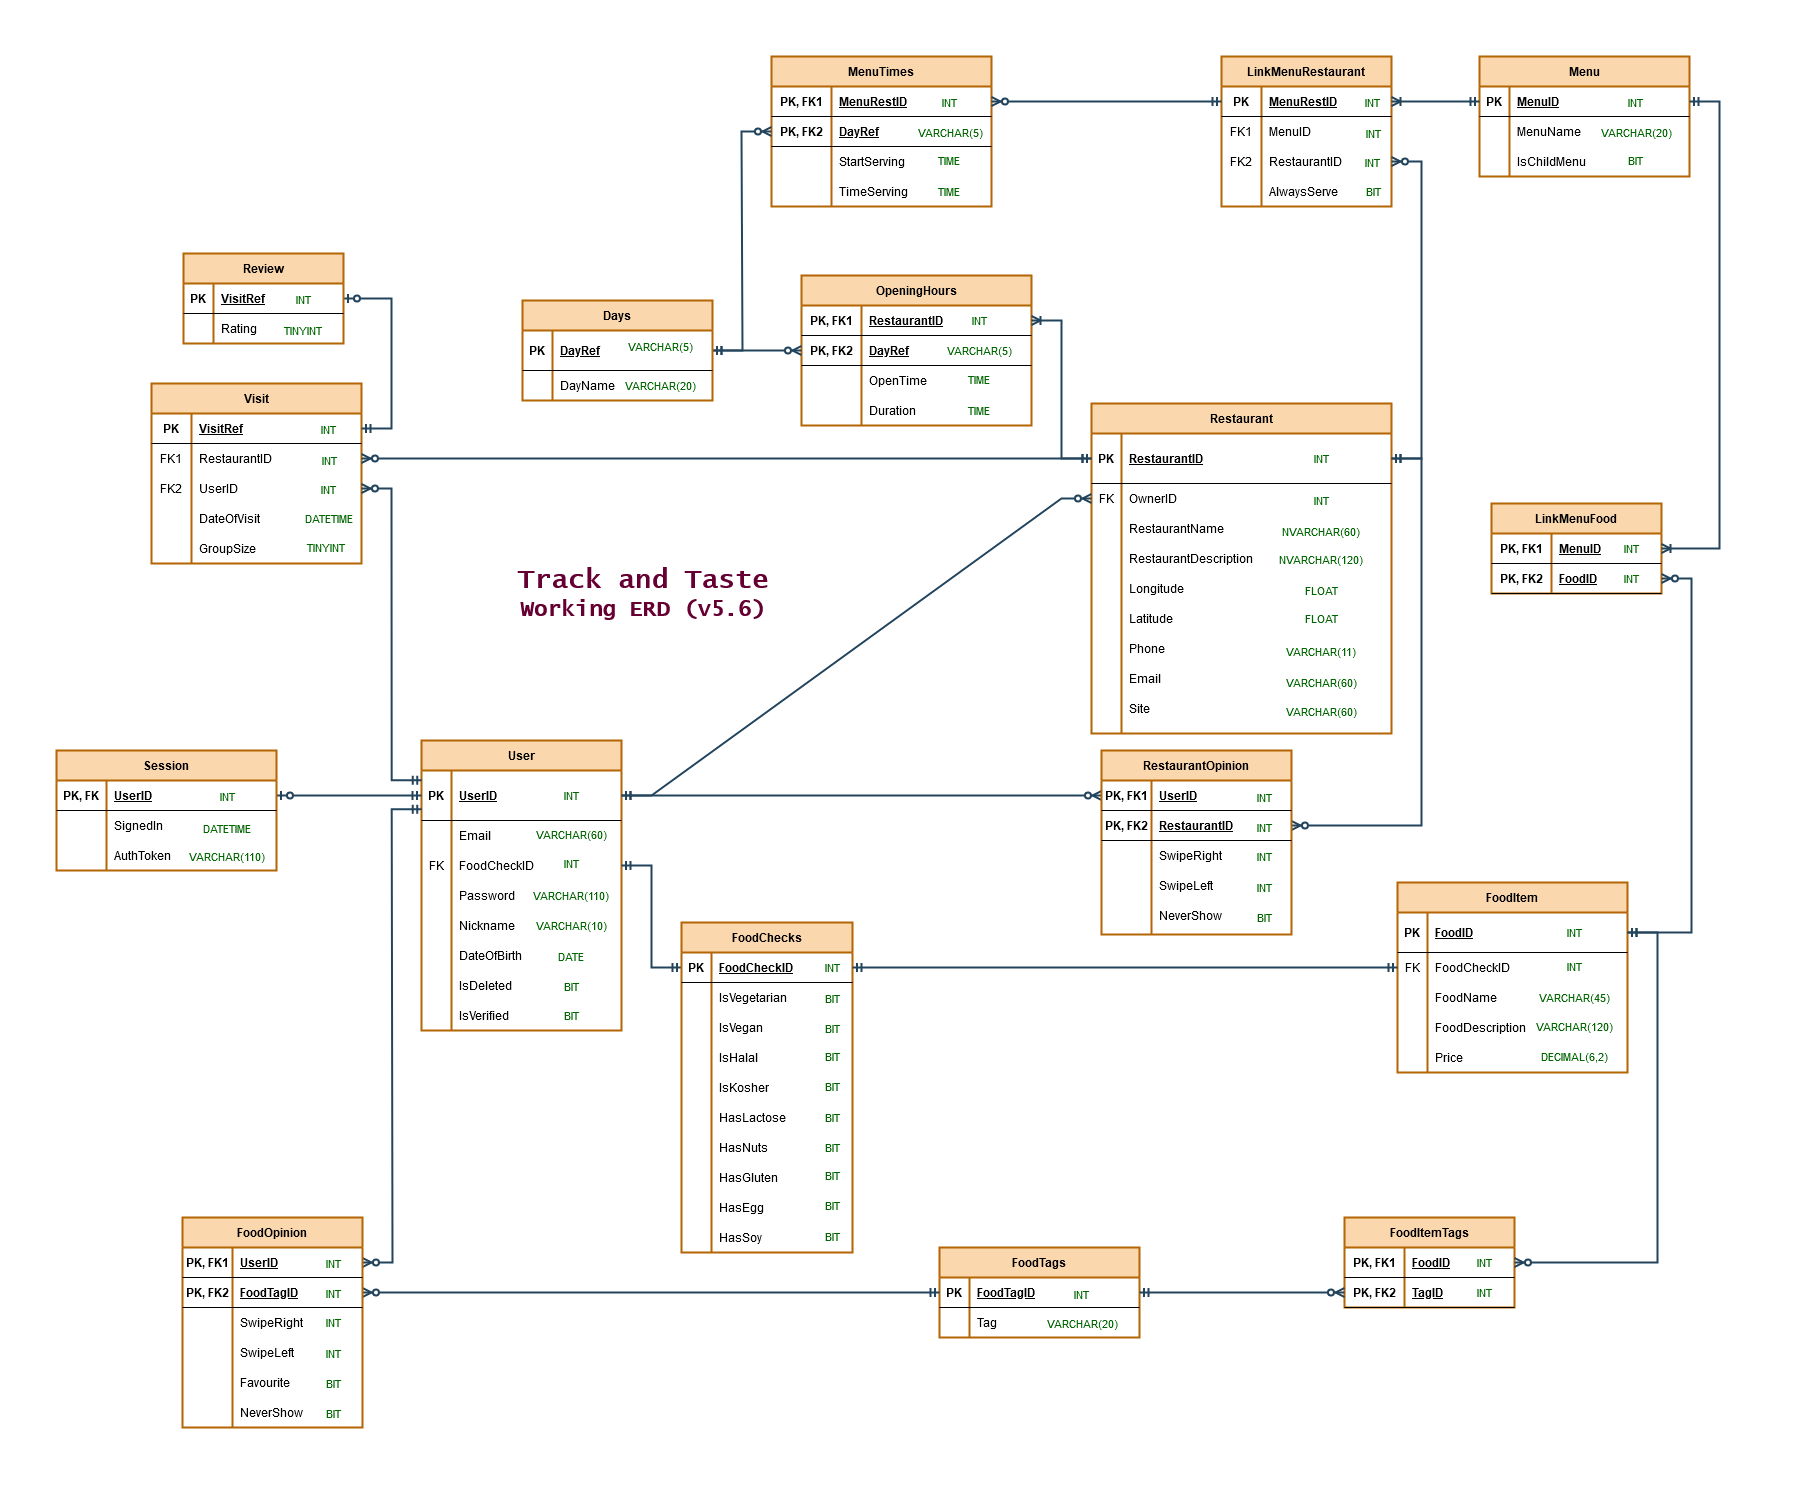 MenuTimes
PK, FK1 MenuRestID INT
PK, FK2 DayRef VARCHAR(5)
StartServing TIME
TimeServing TIME
LinkMenuRestaurant
PK MenuRestID INT
FK1 MenuID INT
FK2 RestaurantID INT
AlwaysServe BIT
Menu
PK MenuID INT
MenuName VARCHAR(20)
IsChildMenu BIT
Review
PK VisitRef INT
Rating TINYINT
Days
PK DayRef VARCHAR(5)
DayName VARCHAR(20)
OpeningHours
PK, FK1 RestaurantID INT
PK, FK2 DayRef VARCHAR(5)
OpenTime TIME
Duration TIME
Visit
PK VisitRef INT
FK1 RestaurantID INT
FK2 UserID INT
DateOfVisit DATETIME
GroupSize TINYINT
Restaurant
PK RestaurantID INT
FK OwnerID INT
RestaurantName NVARCHAR(60)
RestaurantDescription NVARCHAR(120)
Longitude FLOAT
Latitude FLOAT
Phone VARCHAR(11)
Email VARCHAR(60)
Site VARCHAR(60)
LinkMenuFood
PK, FK1 MenuID INT
PK, FK2 FoodID INT
Track and Taste
Working ERD (v5.6)
Session
PK, FK UserID INT
SignedIn DATETIME
AuthToken VARCHAR(110)
User
PK UserID INT
Email VARCHAR(60)
FK FoodCheckID INT
Password VARCHAR(110)
Nickname VARCHAR(10)
DateOfBirth DATE
IsDeleted BIT
IsVerified BIT
RestaurantOpinion
PK, FK1 UserID INT
PK, FK2 RestaurantID INT
SwipeRight INT
SwipeLeft INT
NeverShow BIT
FoodChecks
PK FoodCheckID INT
IsVegetarian BIT
IsVegan BIT
IsHalal BIT
IsKosher BIT
HasLactose BIT
HasNuts BIT
HasGluten BIT
HasEgg BIT
HasSoy BIT
FoodItem
PK FoodID INT
FK FoodCheckID INT
FoodName VARCHAR(45)
FoodDescription VARCHAR(120)
Price DECIMAL(6,2)
FoodOpinion
PK, FK1 UserID INT
PK, FK2 FoodTagID INT
SwipeRight INT
SwipeLeft INT
Favourite BIT
NeverShow BIT
FoodTags
PK FoodTagID INT
Tag VARCHAR(20)
FoodItemTags
PK, FK1 FoodID INT
PK, FK2 TagID INT